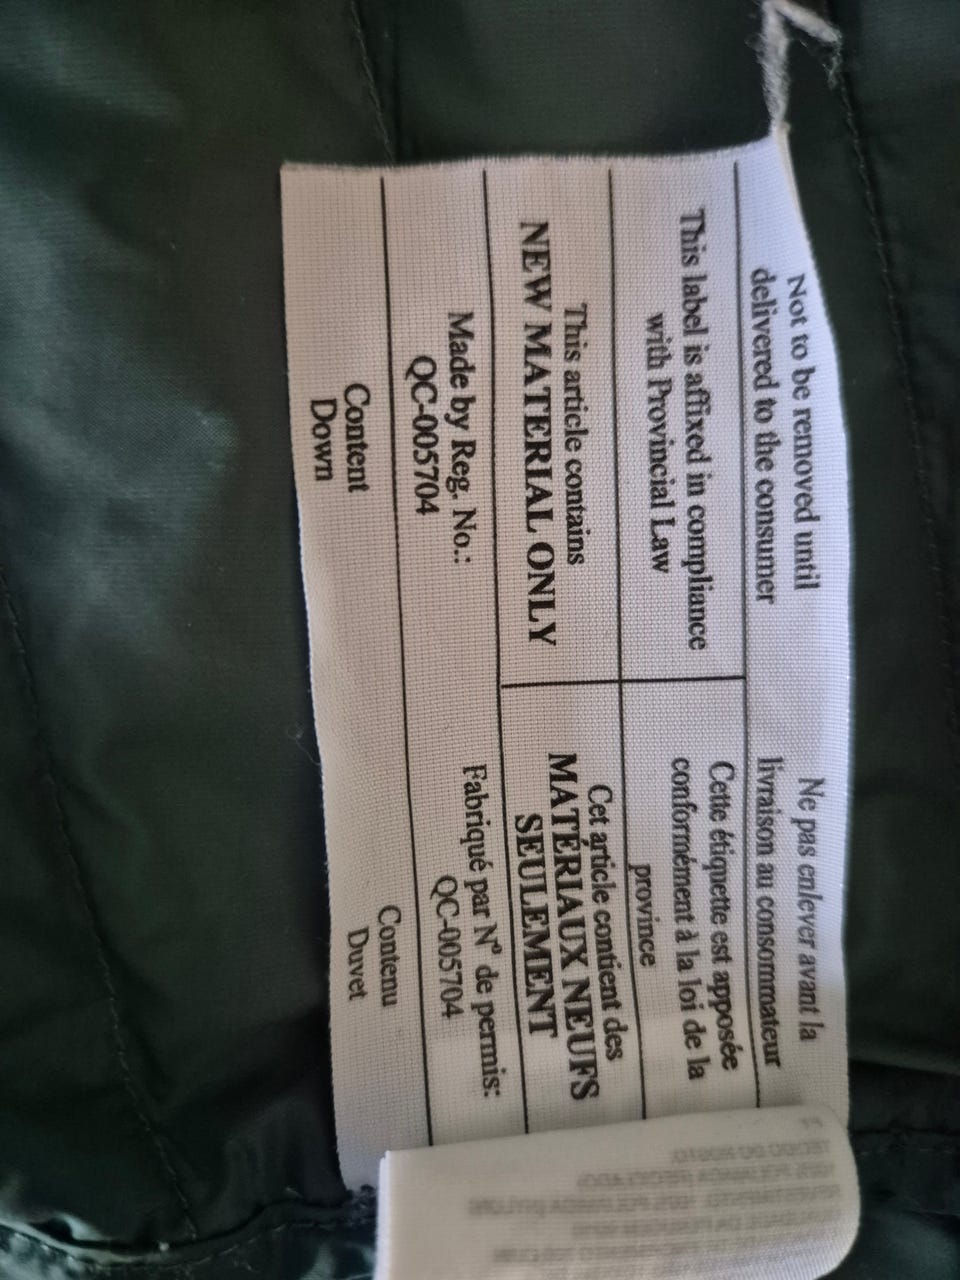 Not to be removed until
delivered to the consumer
This label is affixed in compliance
with Provincial Law
This article contains
NEW MATERIAL ONLY
Made by Reg. No.:
QC-005704
Content
Down
Ne pas enlever avant la
livraison au consommateur
Cette étiquette est apposée
conformément à la loi de la
province
Cet article contient des
MATÉRIAUX NEUFS
SEULEMENT
Fabriqué par Nº de permis:
QC-005704
Contenu
Duvet